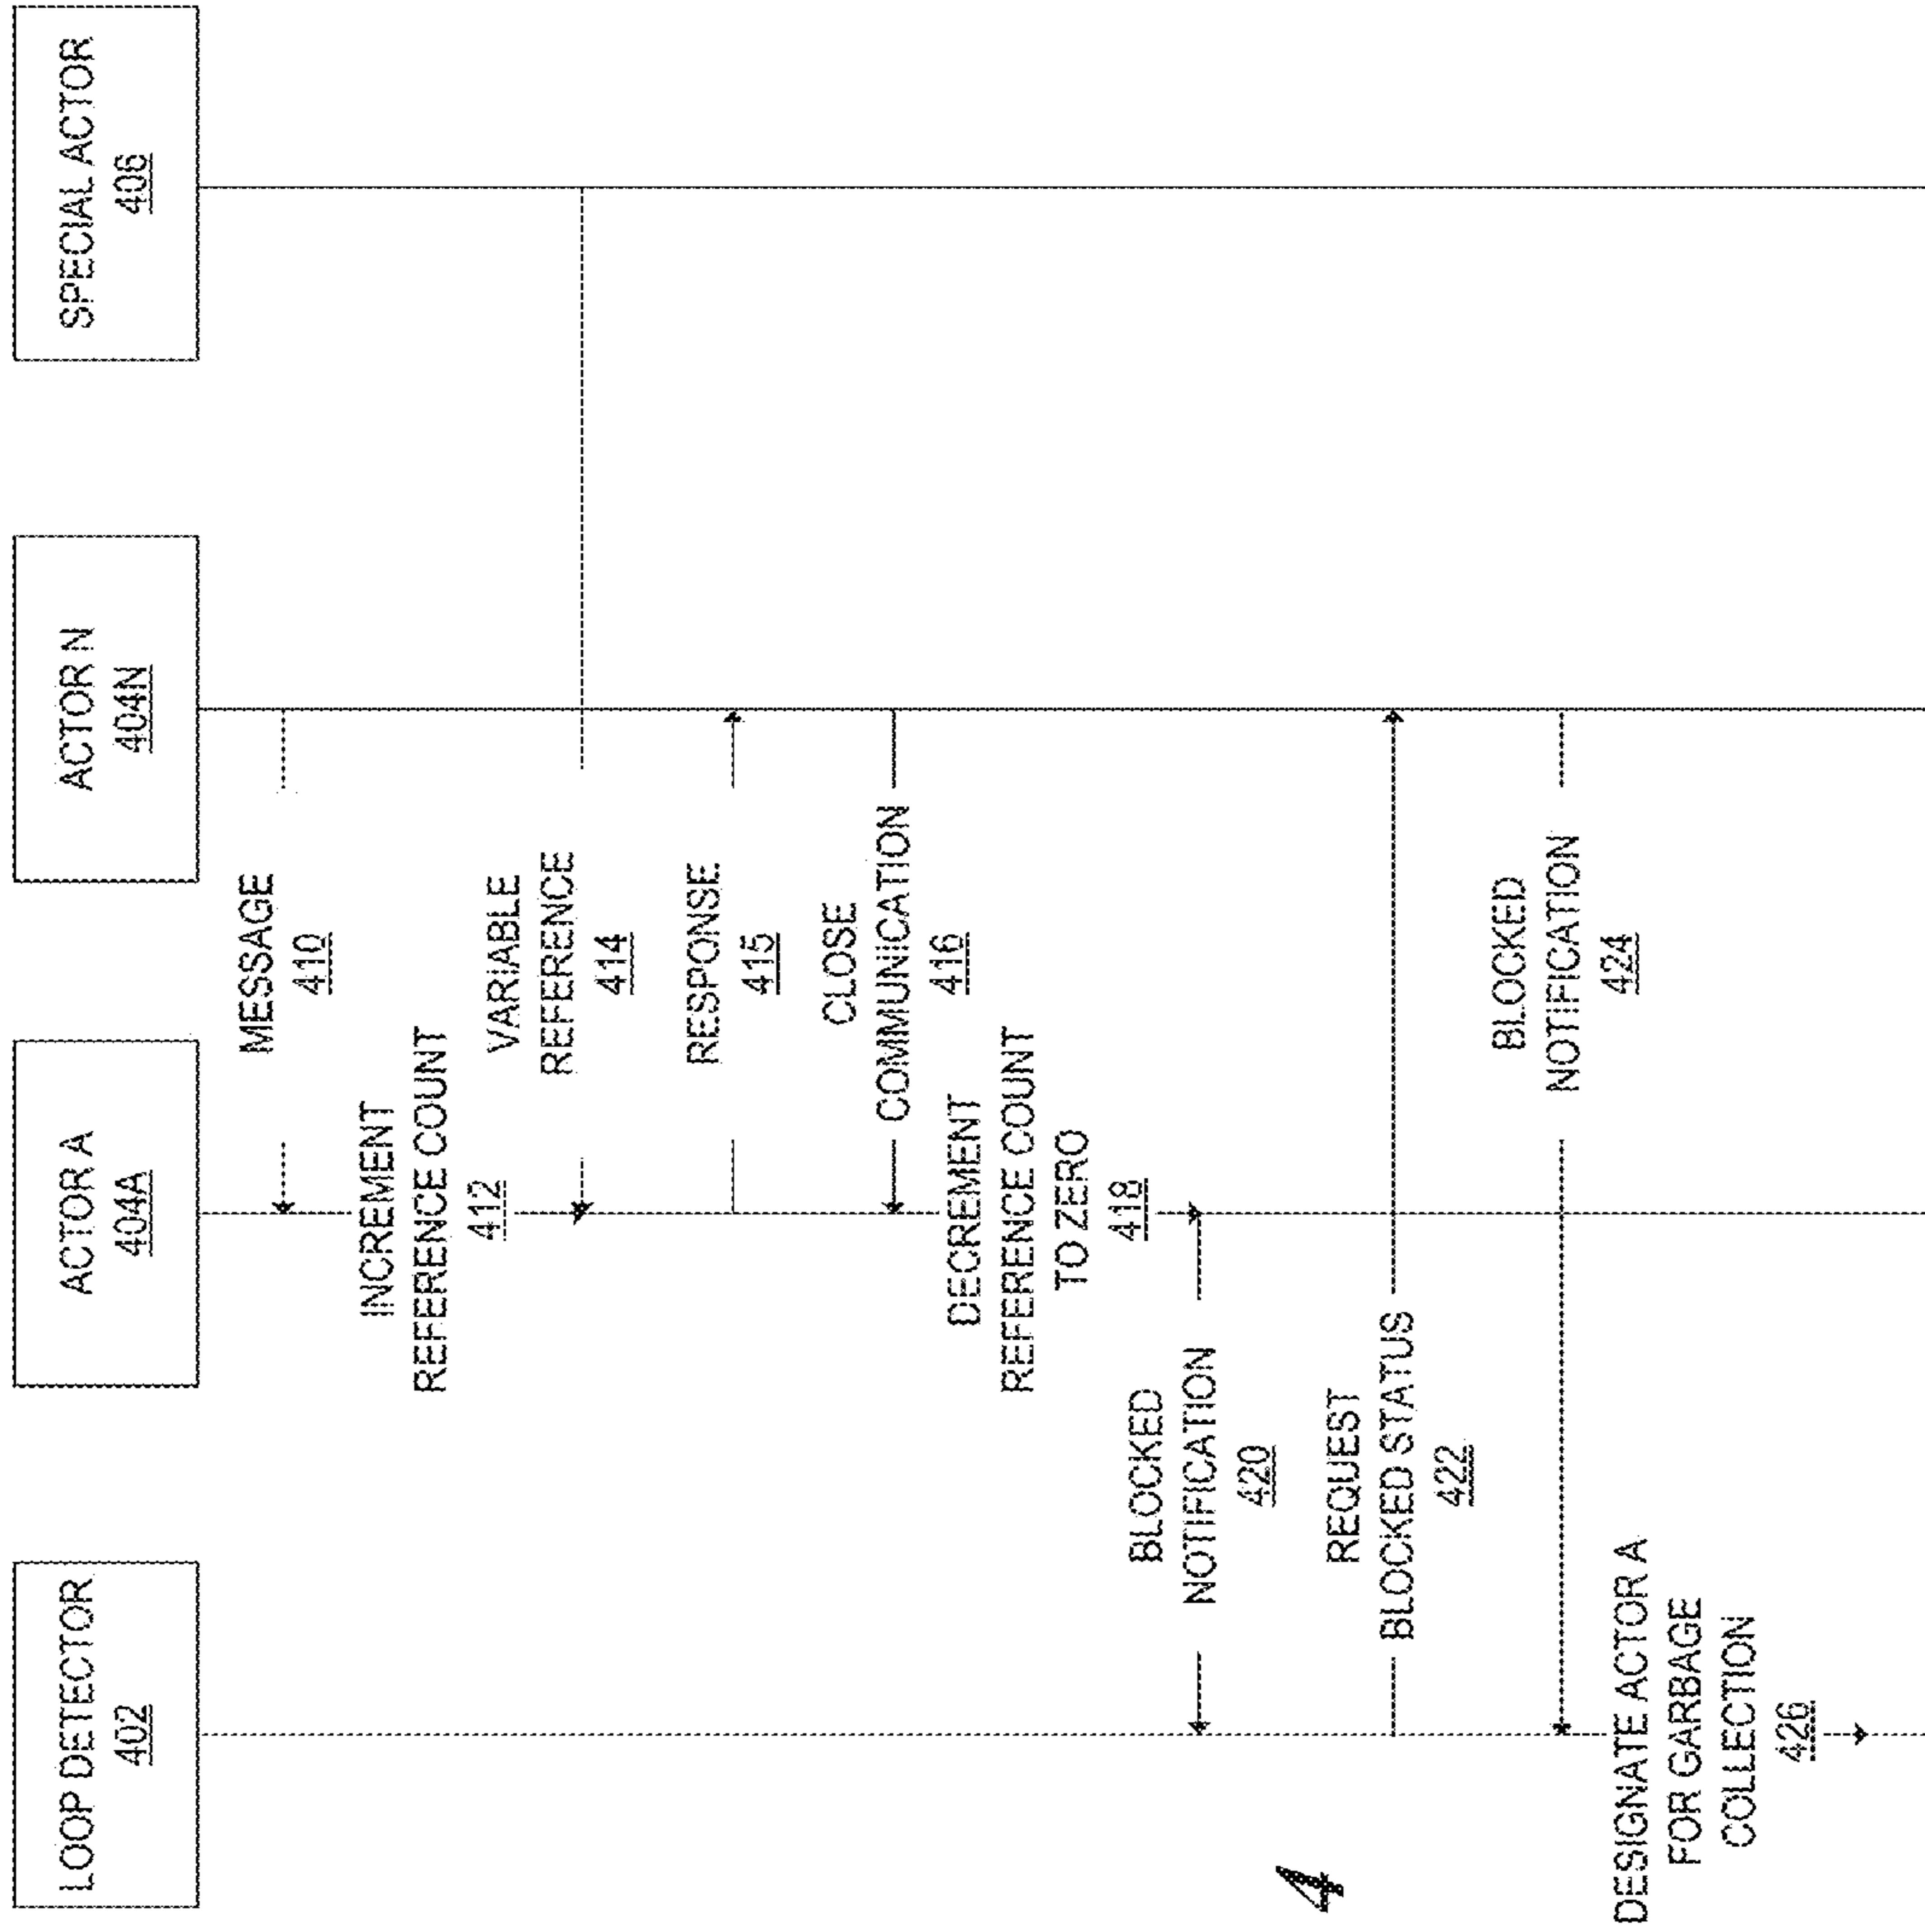 LOOP DETECTOR
402
ACTOR A
404A
ACTOR N
404N
SPECIAL ACTOR
406
MESSAGE
410
INCREMENT
REFERENCE COUNT
412
VARIABLE
REFERENCE
414
RESPONSE
415
CLOSE
COMMUNICATION
416
DECREMENT
REFERENCE COUNT
TO ZERO
418
BLOCKED
NOTIFICATION
420
REQUEST
BLOCKED STATUS
422
BLOCKED
NOTIFICATION
424
DESIGNATE ACTOR A
FOR GARBAGE
COLLECTION
426
4